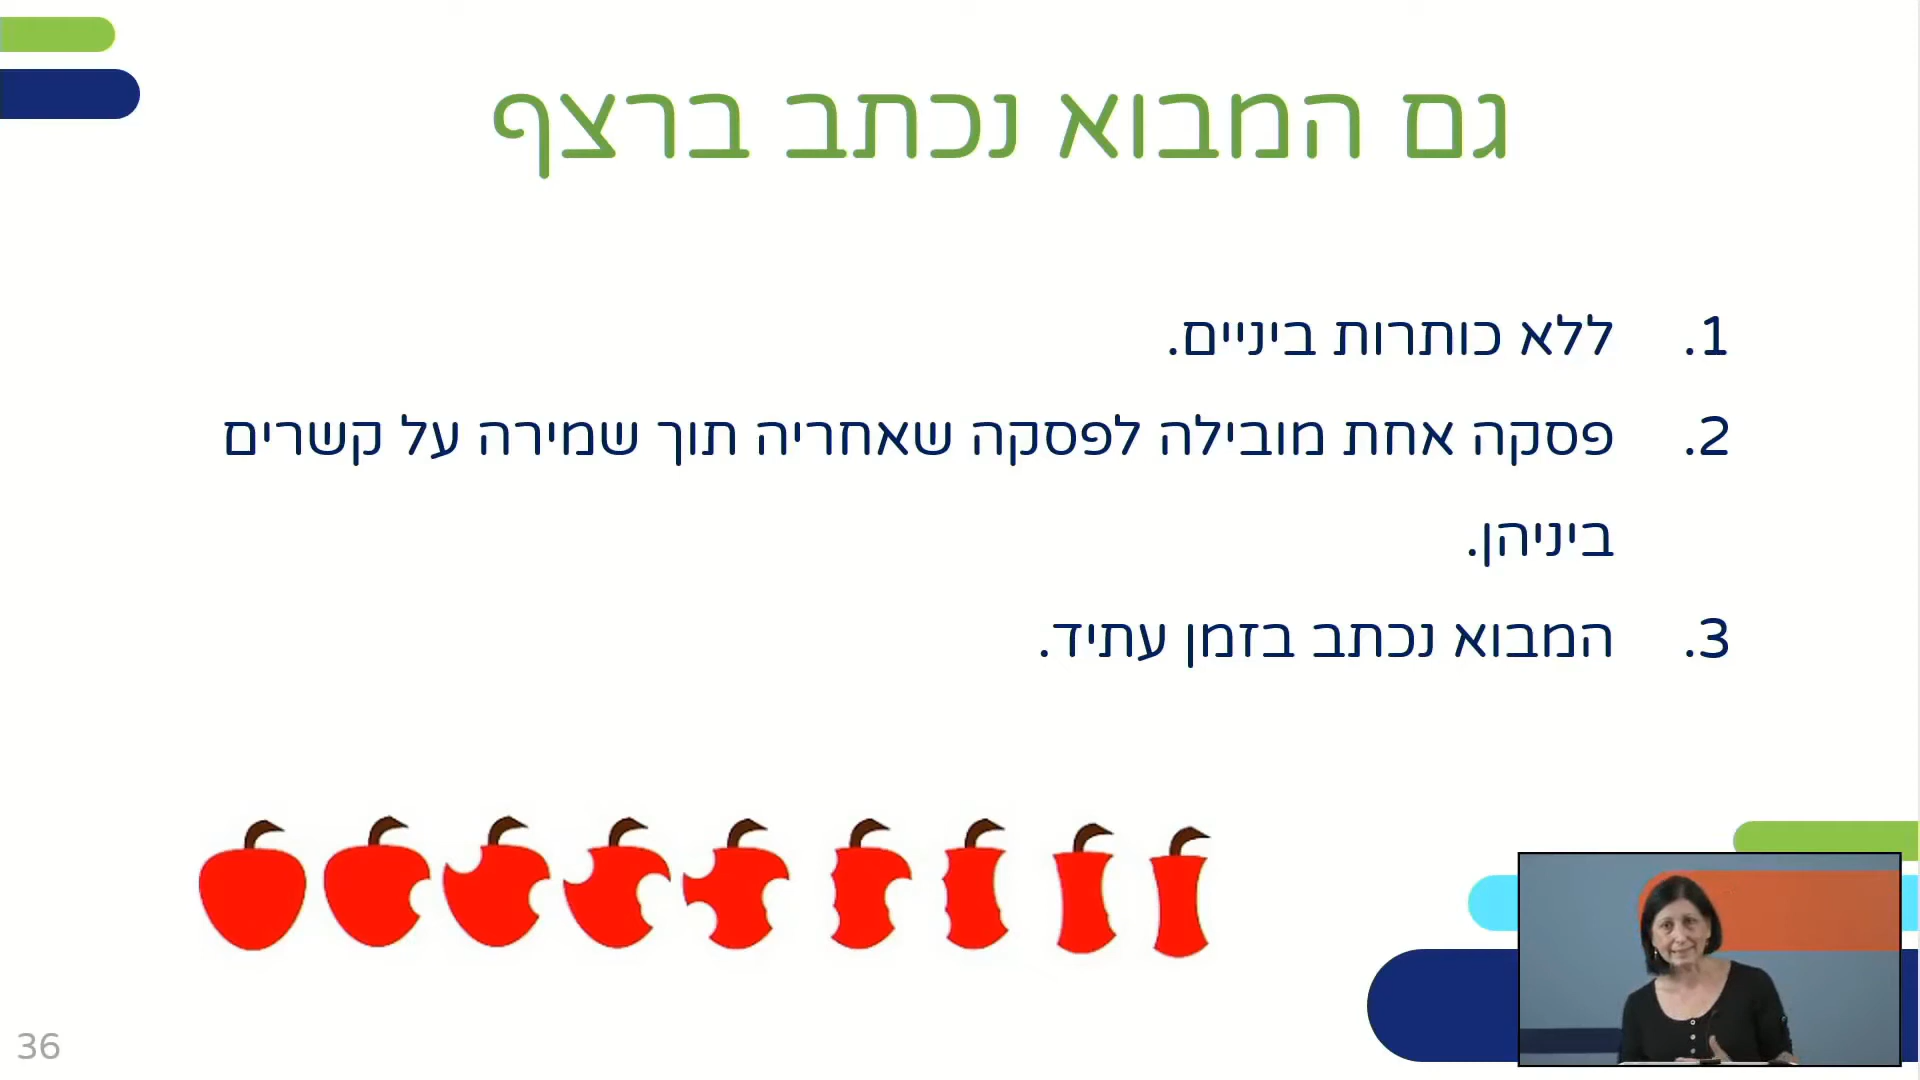 גם המבוא נכתב ברצף
1. ללא כותרות ביניים.
2. פסקה אחת מובילה לפסקה שאחריה תוך שמירה על קשרים
ביניהן.
3. המבוא נכתב בזמן עתיד.
36